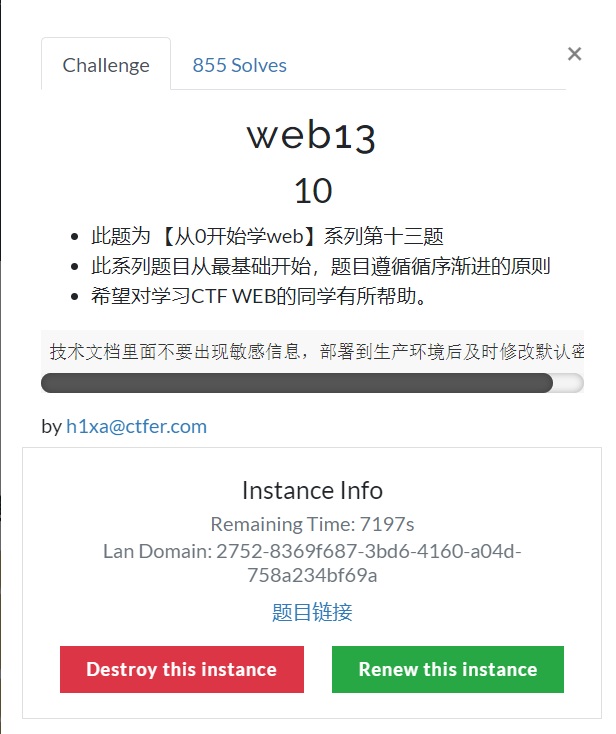 Challenge
855 Solves
×
web13
10
此题为 【从0开始学web】系列第十三题
此系列题目从最基础开始，题目遵循循序渐进的原则
希望对学习CTF WEB的同学有所帮助。
技术文档里面不要出现敏感信息，部署到生产环境后及时修改默认密
by h1xa@ctfer.com
Instance Info
Remaining Time: 7197s
Lan Domain: 2752-8369f687-3bd6-4160-a04d-
758a234bf69a
题目链接
Destroy this instance
Renew this instance